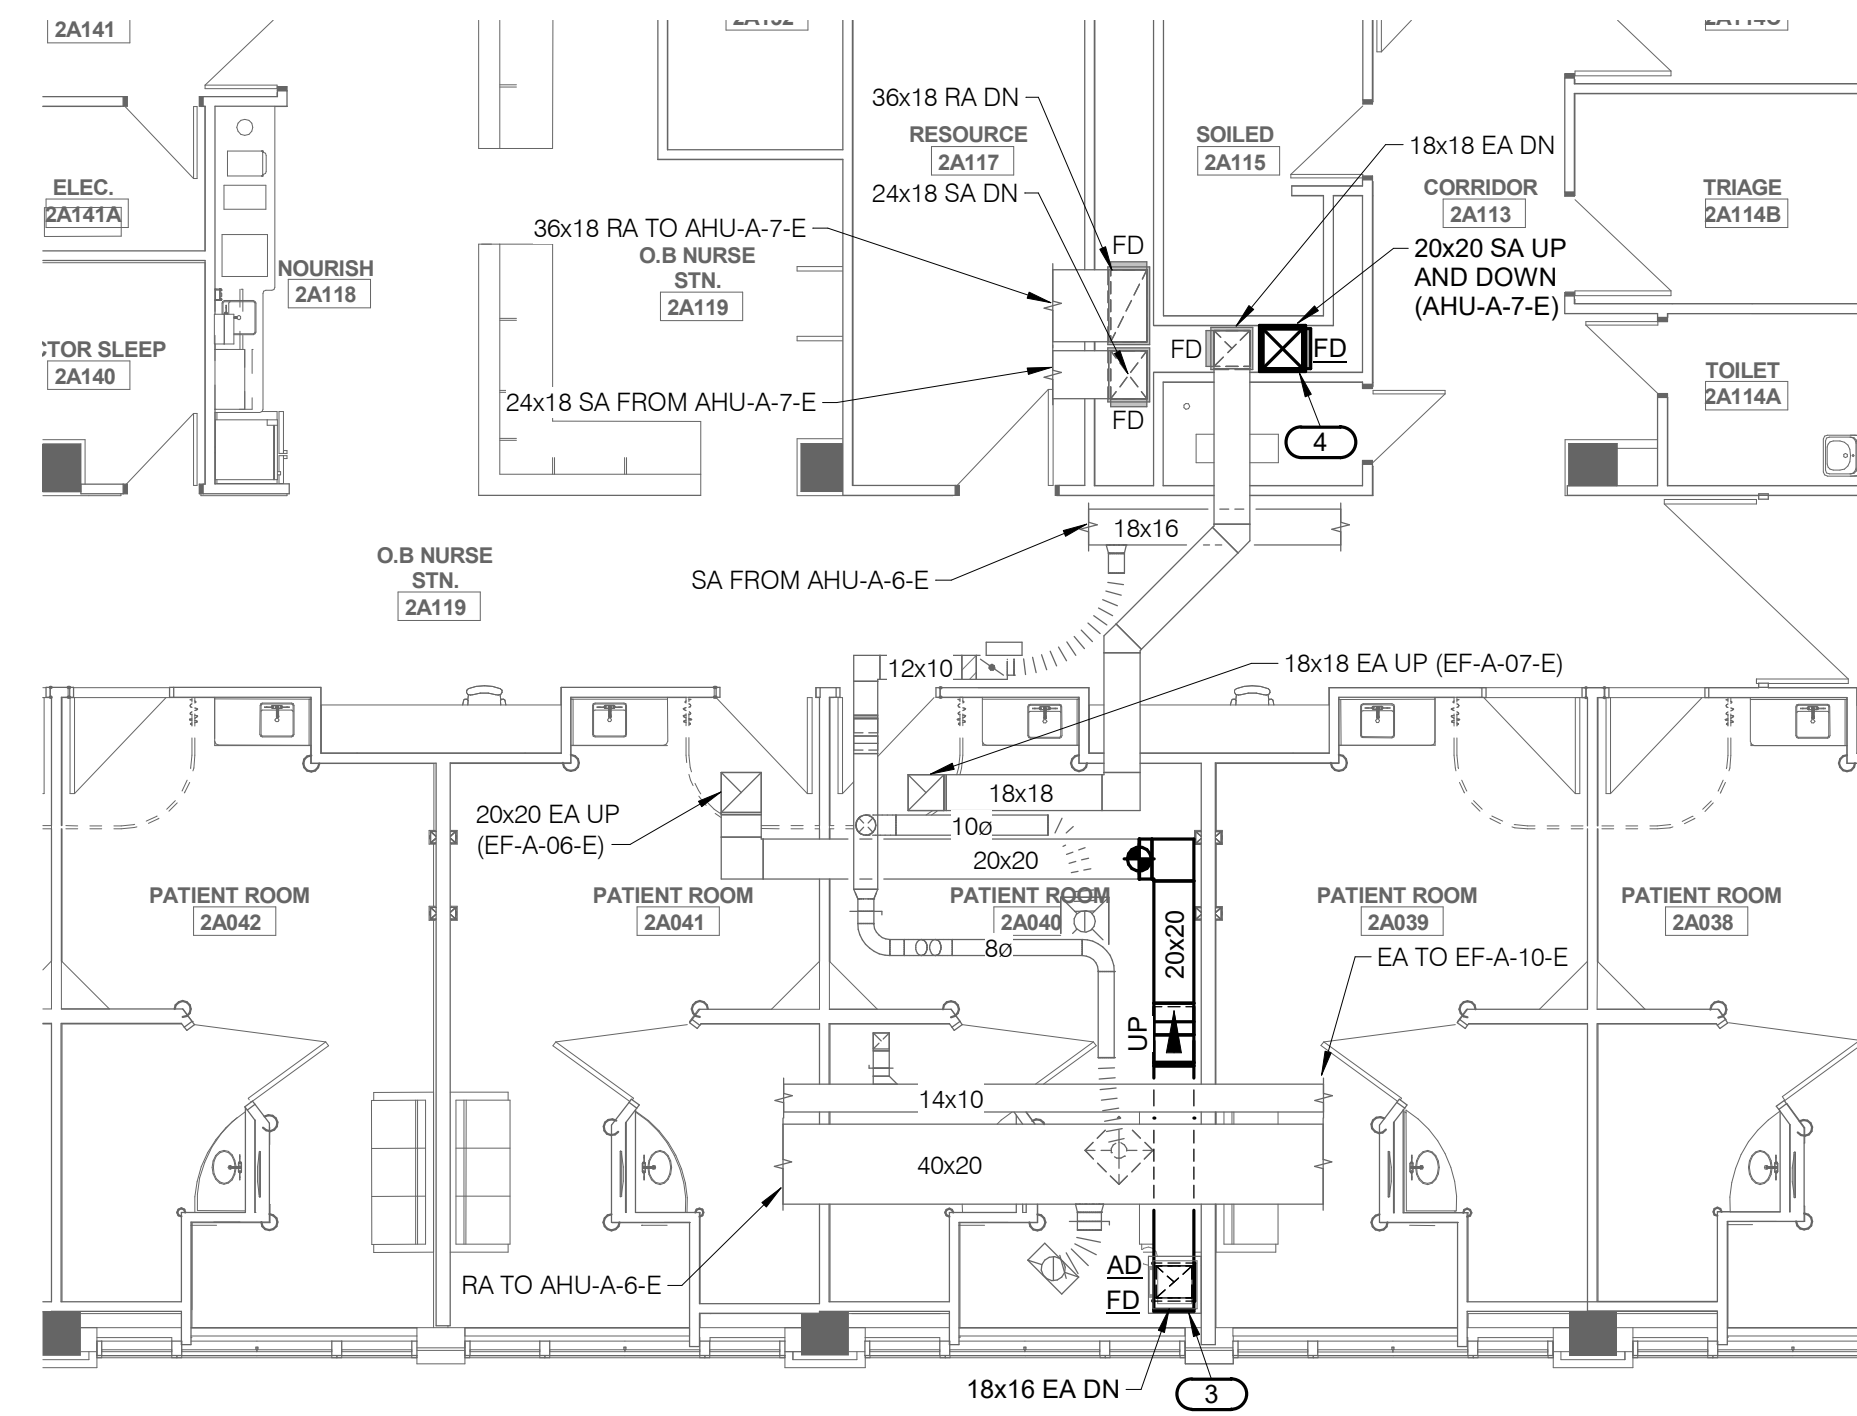 2A141
36x18 RA DN
RESOURCE
2A117
SOILED
2A115
18x18 EA DN
ELEC.
2A141A
24x18 SA DN
CORRIDOR
2A113
TRIAGE
2A114B
36x18 RA TO AHU-A-7-E
FD
20x20 SA UP
AND DOWN
(AHU-A-7-E)
O.B NURSE
STN.
2A119
NOURISH
2A118
FD
FD
CTOR SLEEP
2A140
TOILET
2A114A
24x18 SA FROM AHU-A-7-E
FD
4
18x16
O.B NURSE
STN.
2A119
SA FROM AHU-A-6-E
12x10
18x18 EA UP (EF-A-07-E)
18x18
20x20 EA UP
(EF-A-06-E)
10ø
20x20
PATIENT ROOM
2A042
PATIENT ROOM
2A041
PATIENT ROOM
2A040
PATIENT ROOM
2A039
PATIENT ROOM
2A038
20x20
8ø
EA TO EF-A-10-E
UP
14x10
40x20
RA TO AHU-A-6-E
AD
FD
18x16 EA DN
3